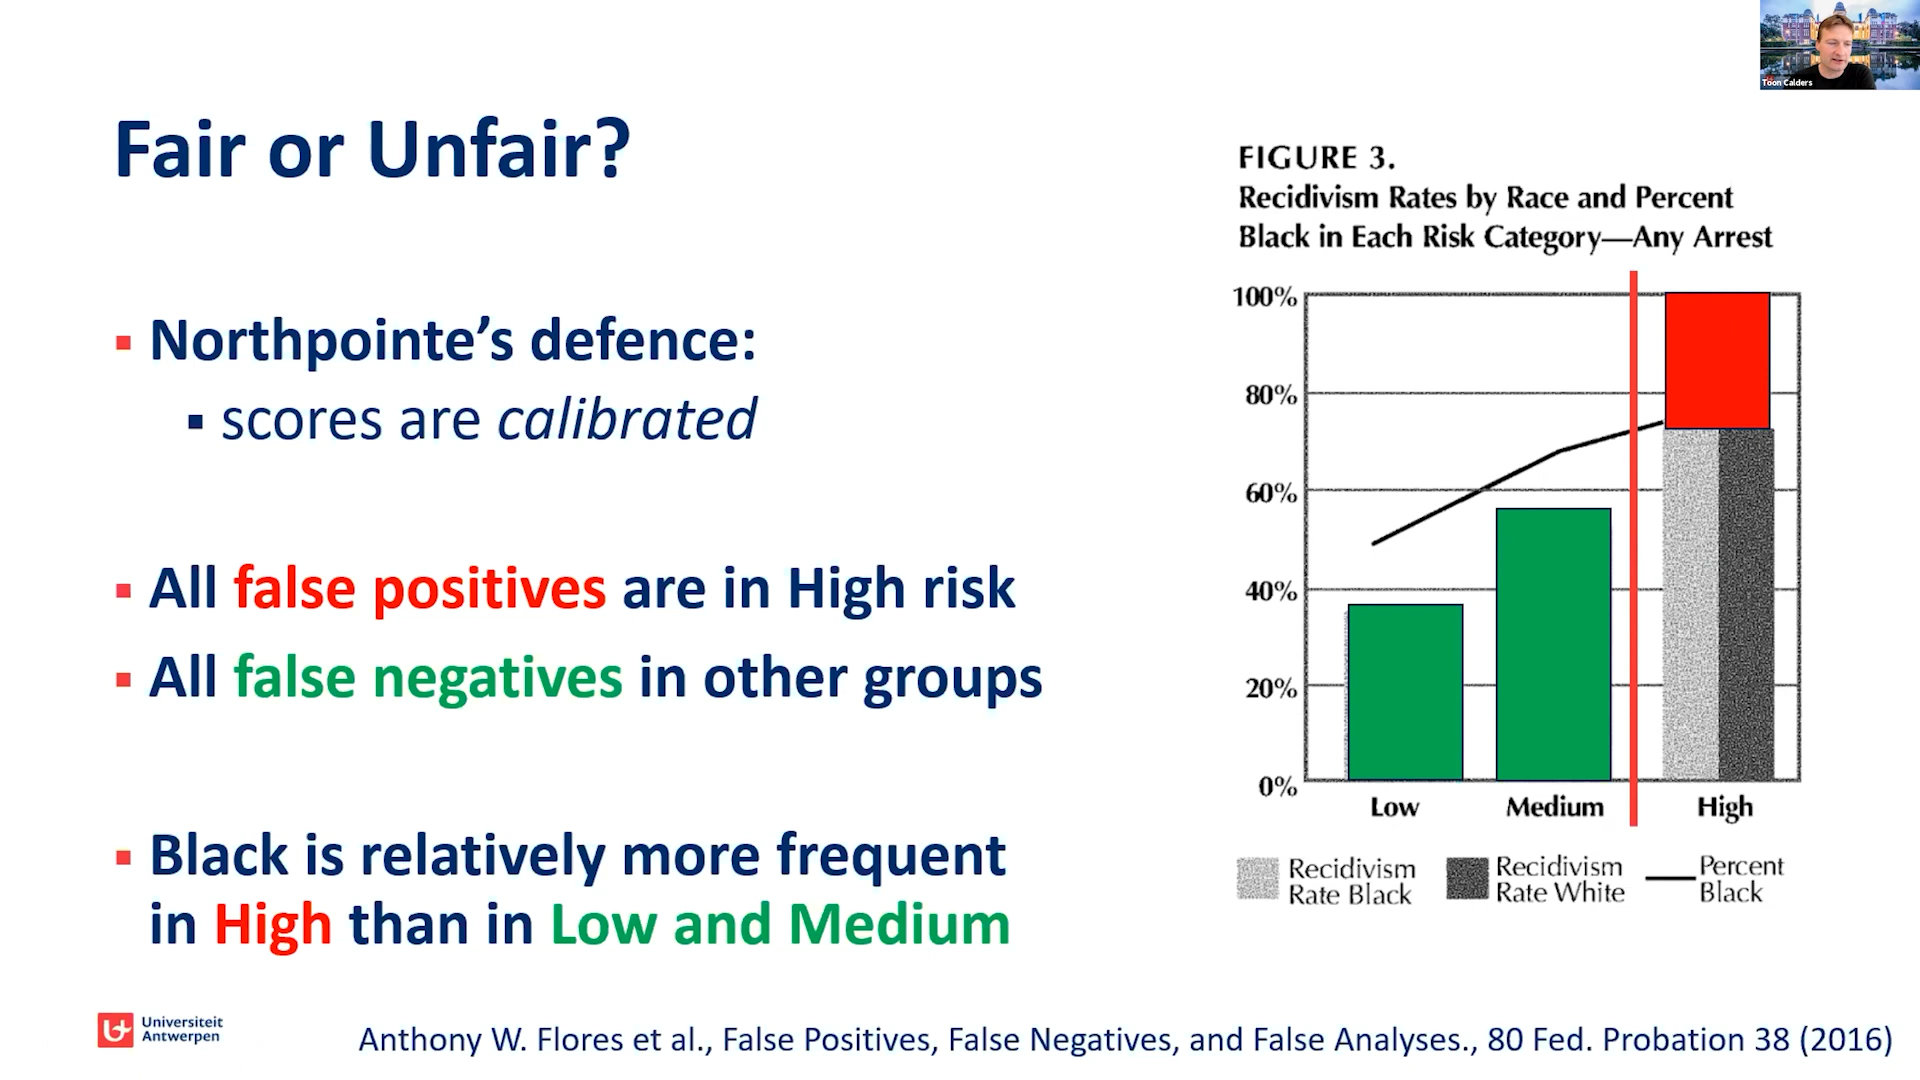 Toon Calders
Fair or Unfair?
Northpointe's defence:
scores are calibrated
All false positives are in High risk
All false negatives in other groups
Black is relatively more frequent
in High than in Low and Medium
FIGURE 3.
Recidivism Rates by Race and Percent
Black in Each Risk Category—Any Arrest
100%
80%
60%
40%
20%
0%
Low Medium High
Recidivism
Rate Black
Recidivism
Rate White
Percent
Black
Universiteit
Antwerpen
Anthony W. Flores et al., False Positives, False Negatives, and False Analyses., 80 Fed. Probation 38 (2016)